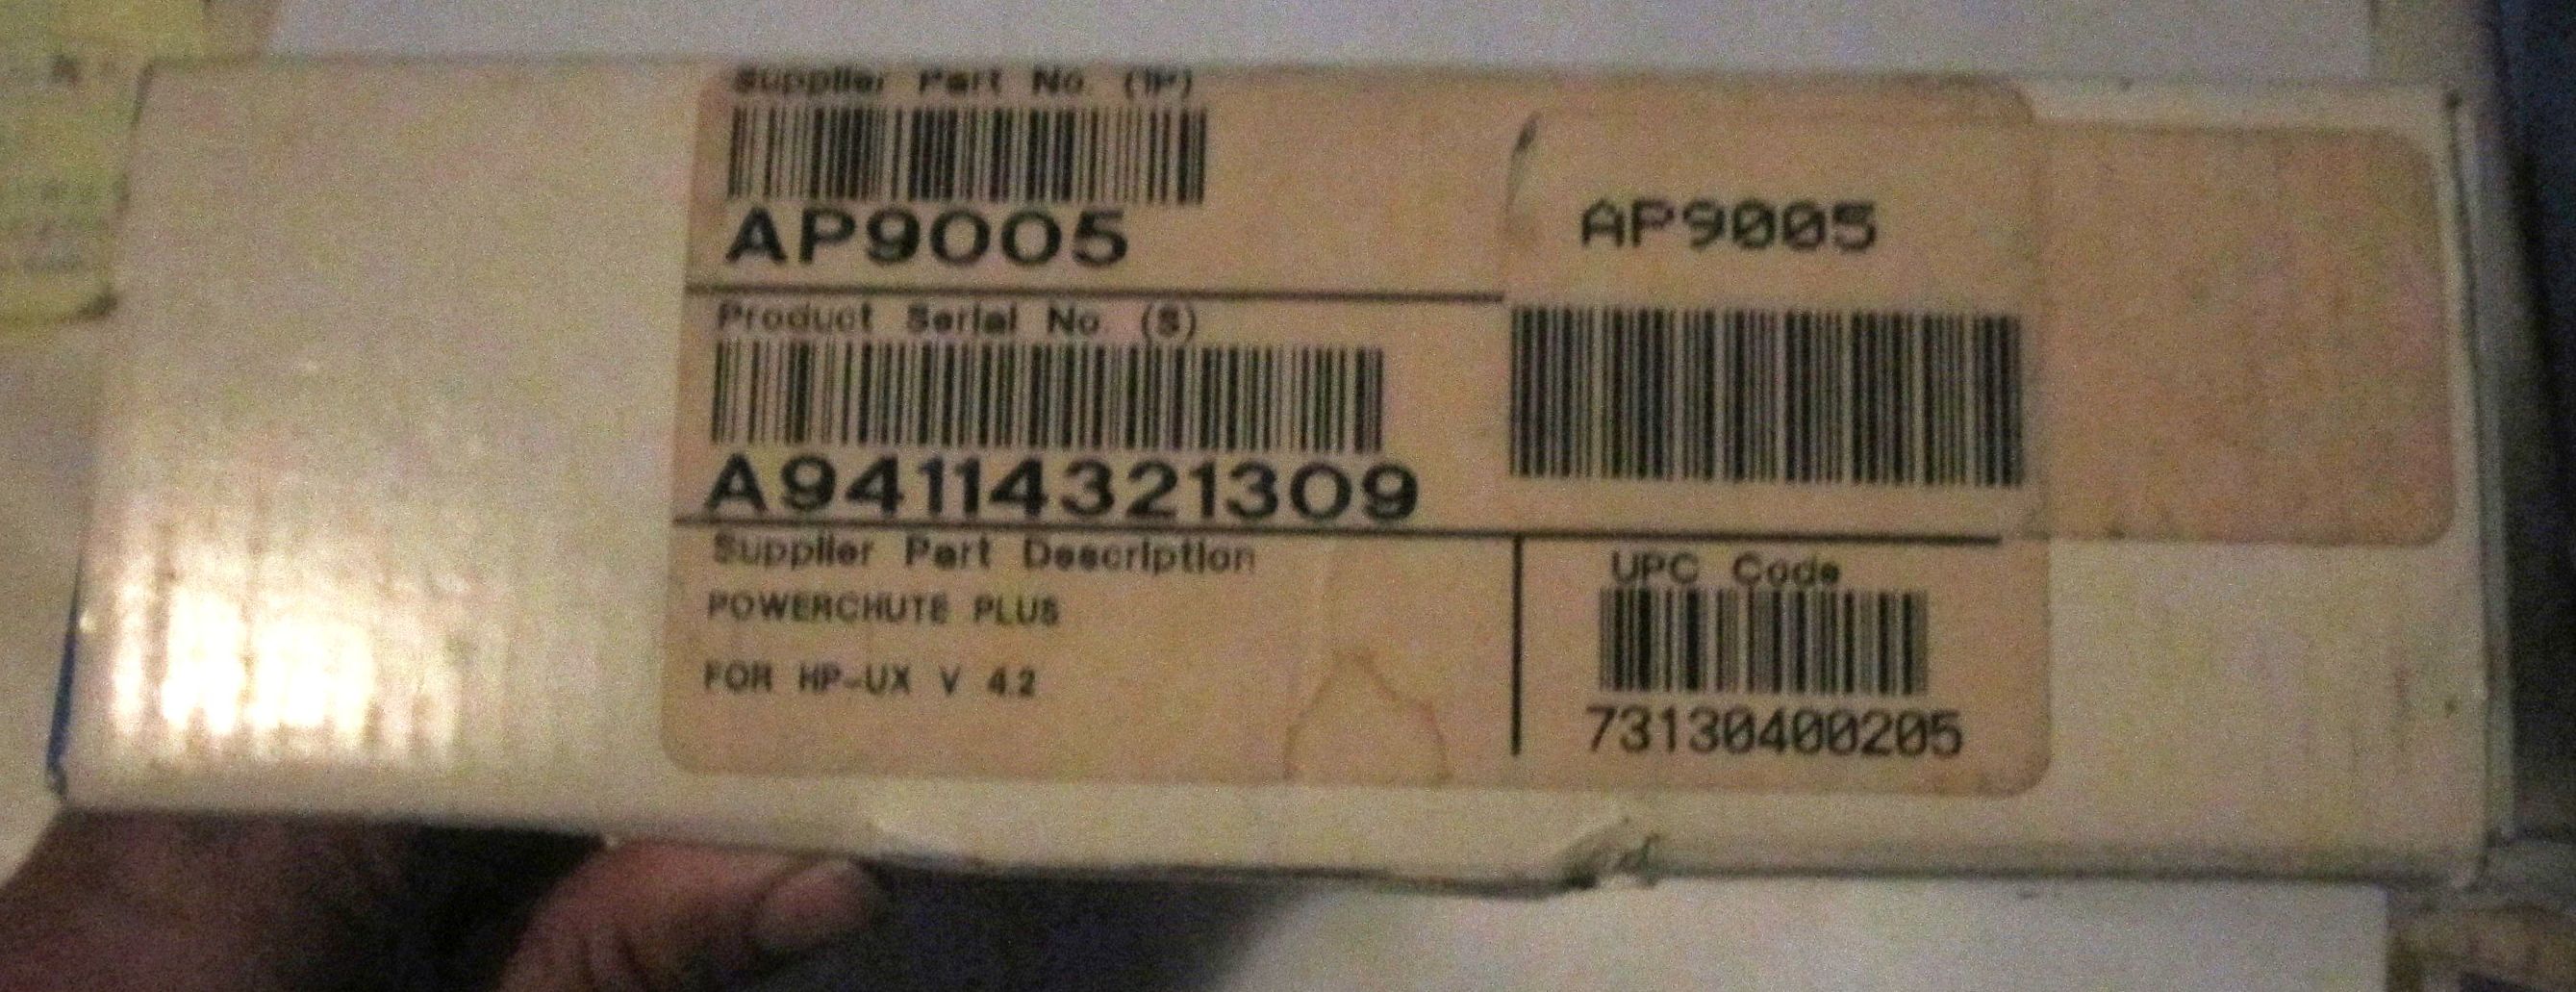 Supplier Part No. (1P)
AP9005
AP9005
Product Serial No. (S)
A94114321309
Supplier Part Description
POWERCHUTE PLUS
FOR HP-UX V 4.2
UPC Code
73130400205